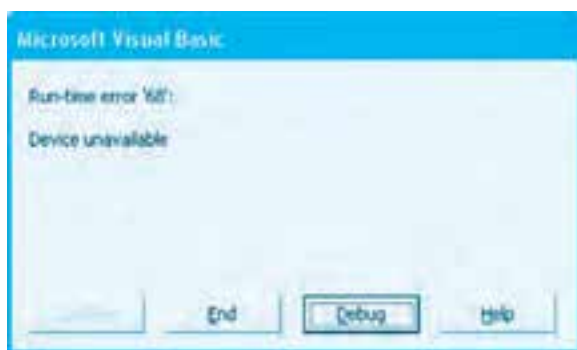 Microsoft Visual Basic
Run-time error '68':
Device unavailable
End
Debug
Help